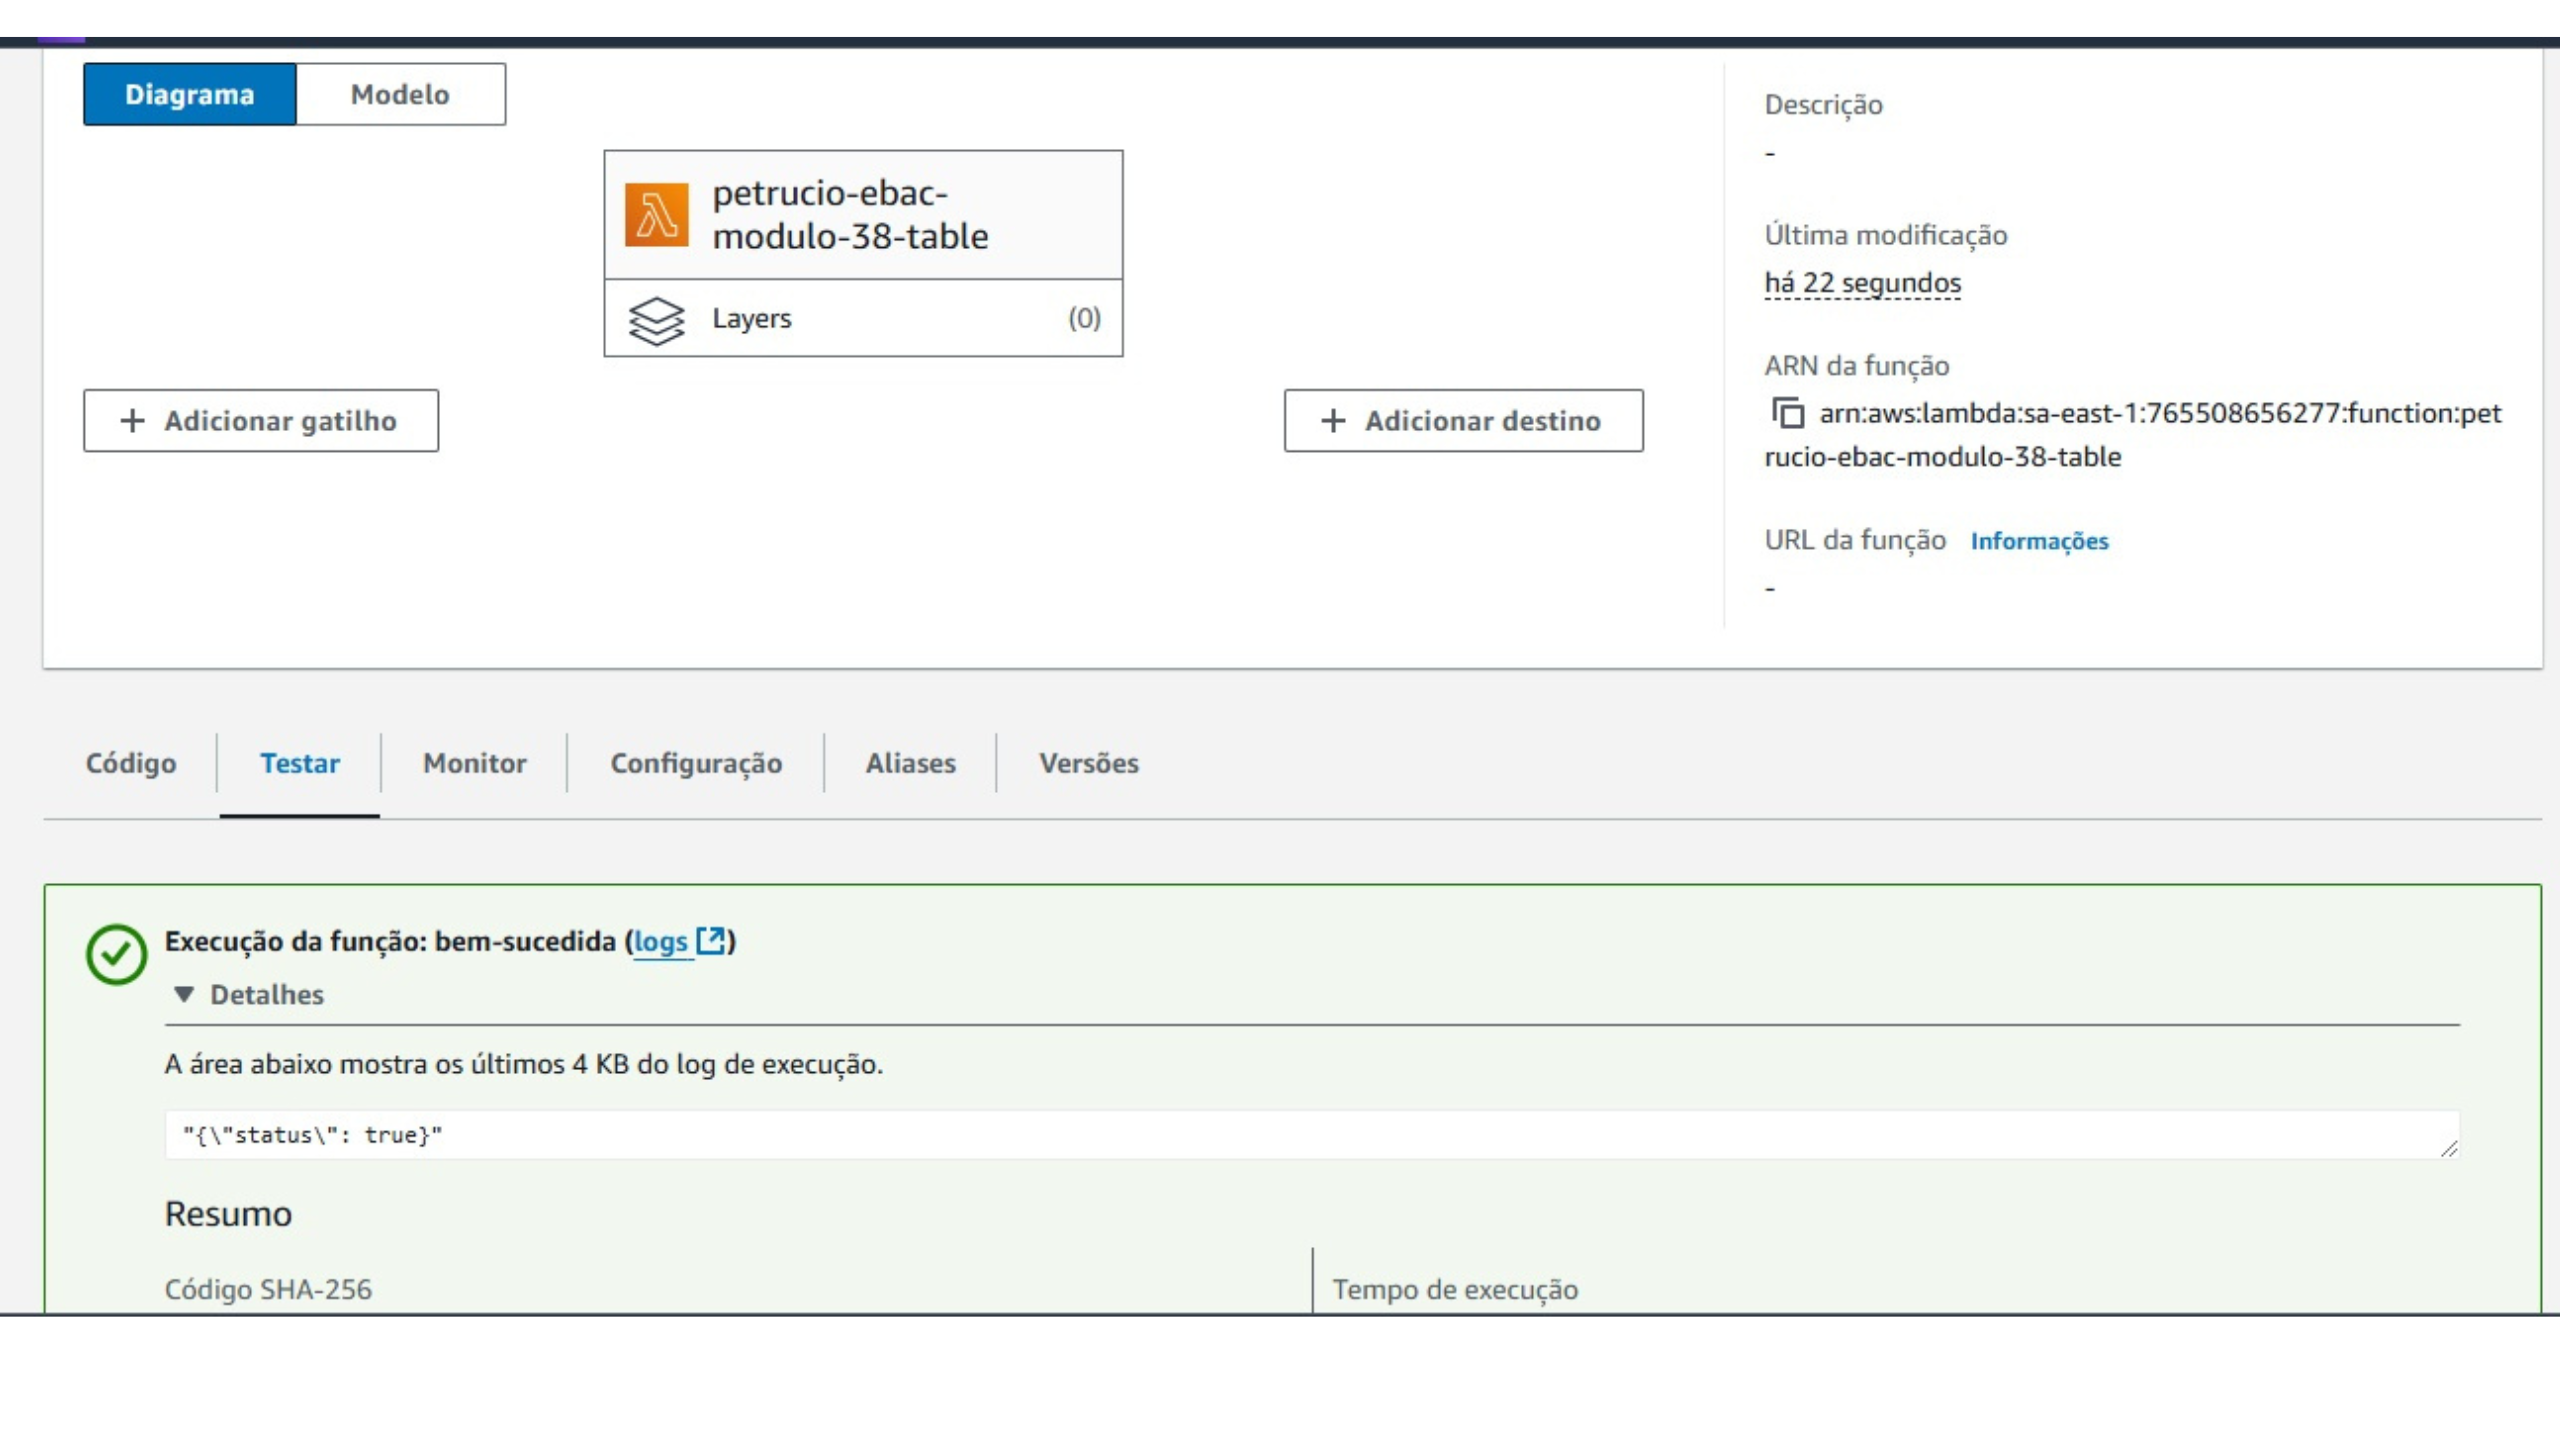 Diagrama
Modelo
petrucio-ebac-
modulo-38-table
Layers
(0)
Adicionar gatilho
Adicionar destino
Descrição
-
Última modificação
há 22 segundos
ARN da função
arn:aws:lambda:sa-east-1:765508656277:function:pet
rucio-ebac-modulo-38-table
URL da função Informações
-
Código
Testar
Monitor
Configuração
Aliases
Versões
Execução da função: bem-sucedida (logs)
Detalhes
A área abaixo mostra os últimos 4 KB do log de execução.
"{\"status\": true}"
Resumo
Código SHA-256
Tempo de execução